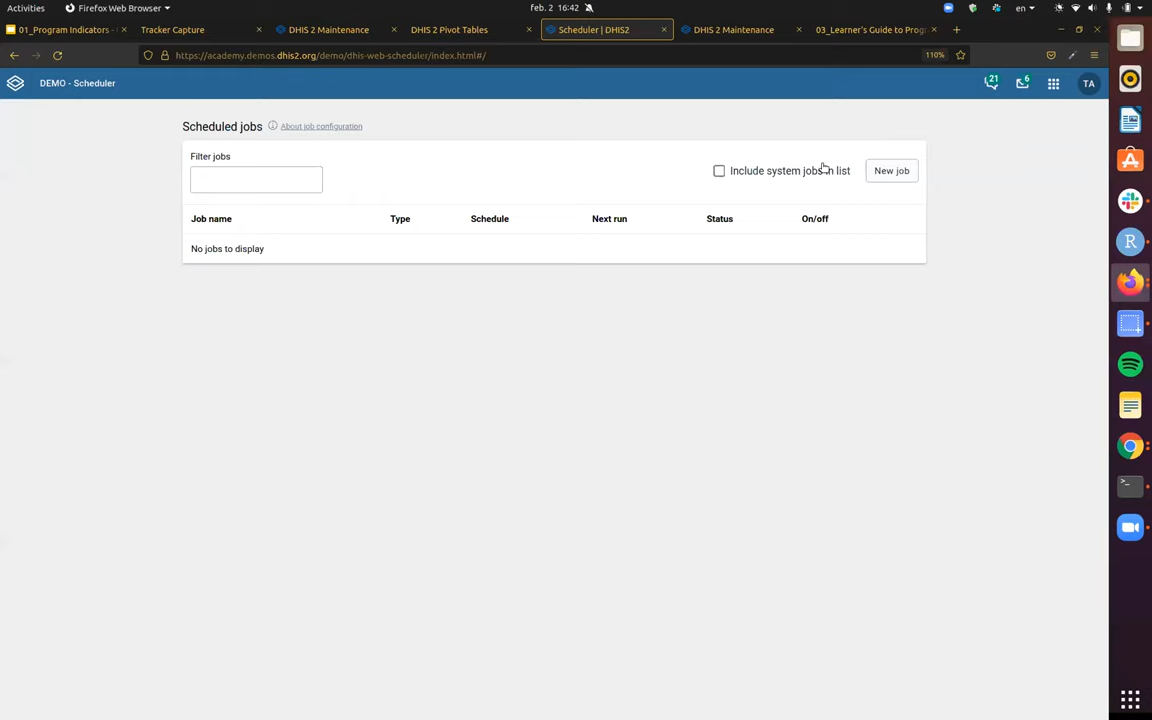 Activities
Firefox Web Browser
feb. 2 16:42
en
01_Program Indicators -
Tracker Capture
DHIS 2 Maintenance
DHIS 2 Pivot Tables
Scheduler | DHIS2
DHIS 2 Maintenance
03_Learner's Guide to Prog
https://academy.demos.dhis2.org/demo/dhis-web-scheduler/index.html#/
110%
DEMO - Scheduler
21
6
TA
Scheduled jobs
About job configuration
Filter jobs
Include system jobs in list
New job
Job name
Type
Schedule
Next run
Status
On/off
No jobs to display